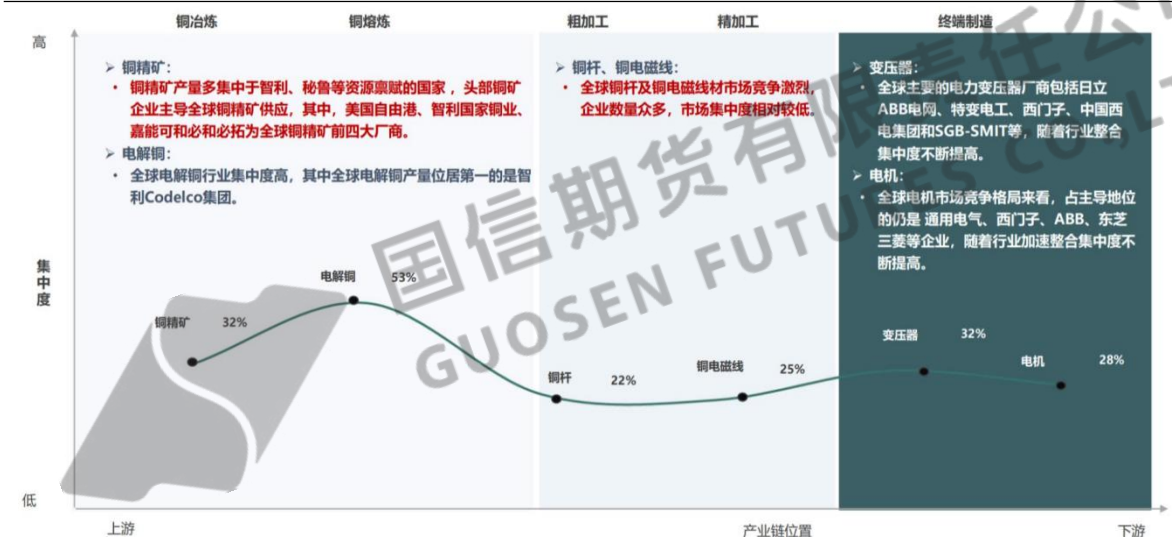 铜冶炼
铜熔炼
粗加工
精加工
终端制造
高
集中度
低
➢ 铜精矿：
• 铜精矿产量多集中于智利、秘鲁等资源禀赋的国家，头部铜矿
企业主导全球铜精矿供应，其中，美国自由港、智利国家铜业、
嘉能可和必和必拓为全球铜精矿前四大厂商。
➢ 电解铜：
• 全球电解铜行业集中度高，其中全球电解铜产量位居第一的是智
利Codelco集团。
➢ 铜杆、铜电磁线：
• 全球铜杆及铜电磁线材市场竞争激烈，
企业数量众多，市场集中度相对较低。
➢ 变压器：
• 全球主要的电力变压器厂商包括日立
ABB电网、特变电工、西门子、中国西
电集团和SGB-SMIT等，随着行业整合
集中度不断提高。
➢ 电机：
• 全球电机市场竞争格局来看，占主导地位
的仍是 通用电气、西门子、ABB、东芝
三菱等企业，随着行业加速整合集中度不
断提高。
铜精矿 32%
电解铜 53%
铜杆 22%
铜电磁线 25%
变压器 32%
电机 28%
上游
产业链位置
下游
国信期货有限责任公
GUOSEN FUTURES CO.,LT